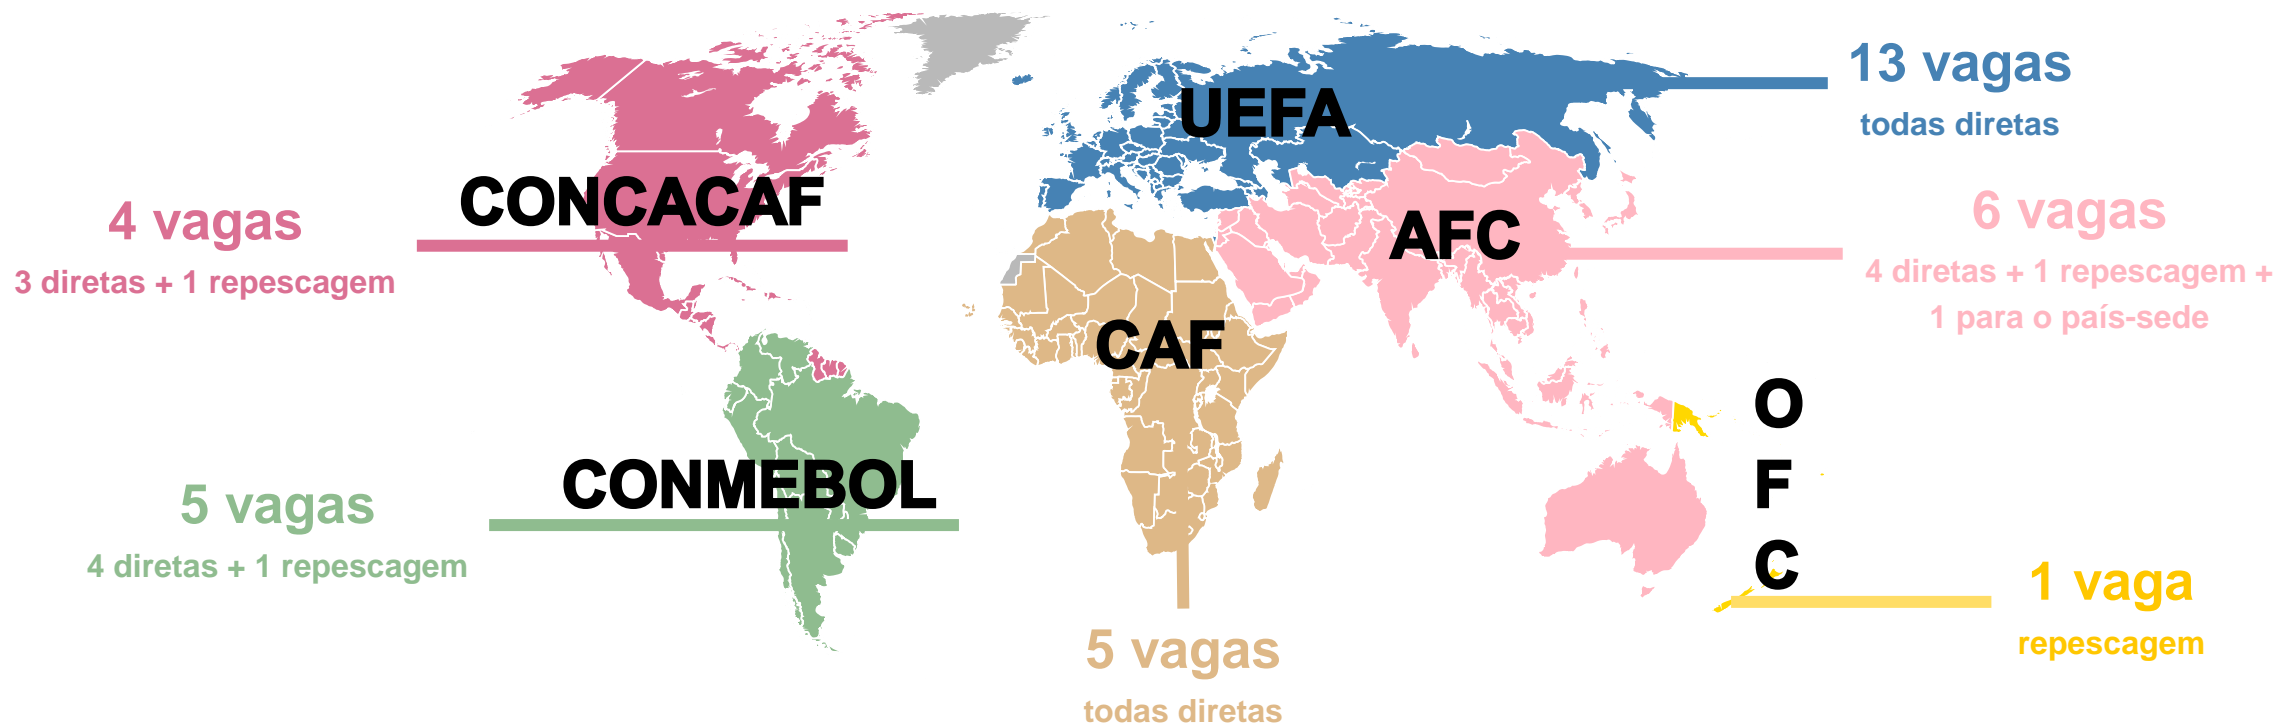 13 vagas
todas diretas
UEFA
CONCACAF
4 vagas
3 diretas + 1 repescagem
AFC
6 vagas
4 diretas + 1 repescagem +
1 para o país-sede
CAF
5 vagas
todas diretas
CONMEBOL
5 vagas
4 diretas + 1 repescagem
O
F
C
1 vaga
repescagem